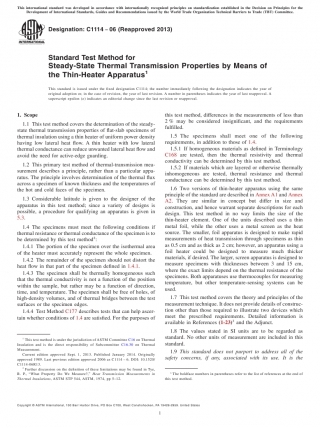 This international standard was developed in accordance with internationally recognized principles on standardization established in the Decision on Principles for the
Development of International Standards, Guides and Recommendations issued by the World Trade Organization Technical Barriers to Trade (TBT) Committee.
Designation: C1114 − 06 (Reapproved 2013)
Standard Test Method for
Steady-State Thermal Transmission Properties by Means of
the Thin-Heater Apparatus1
This standard is issued under the fixed designation C1114; the number immediately following the designation indicates the year of
original adoption or, in the case of revision, the year of last revision. A number in parentheses indicates the year of last reapproval. A
superscript epsilon (ε) indicates an editorial change since the last revision or reapproval.
1. Scope
1.1 This test method covers the determination of the steady-
state thermal transmission properties of flat-slab specimens of
thermal insulation using a thin heater of uniform power density
having low lateral heat flow. A thin heater with low lateral
thermal conductance can reduce unwanted lateral heat flow and
avoid the need for active-edge guarding.
1.2 This primary test method of thermal-transmission mea-
surement describes a principle, rather than a particular appa-
ratus. The principle involves determination of the thermal flux
across a specimen of known thickness and the temperatures of
the hot and cold faces of the specimen.
1.3 Considerable latitude is given to the designer of the
apparatus in this test method; since a variety of designs is
possible, a procedure for qualifying an apparatus is given in
5.3.
1.4 The specimens must meet the following conditions if
thermal resistance or thermal conductance of the specimen is to
be determined by this test method2:
1.4.1 The portion of the specimen over the isothermal area
of the heater must accurately represent the whole specimen.
1.4.2 The remainder of the specimen should not distort the
heat flow in that part of the specimen defined in 1.4.1.
1.4.3 The specimen shall be thermally homogeneous such
that the thermal conductivity is not a function of the position
within the sample, but rather may be a function of direction,
time, and temperature. The specimen shall be free of holes, of
high-density volumes, and of thermal bridges between the test
surfaces or the specimen edges.
1.4.4 Test Method C177 describes tests that can help ascer-
tain whether conditions of 1.4 are satisfied. For the purposes of
this test method, differences in the measurements of less than
2 % may be considered insignificant, and the requirements
fulfilled.
1.5 The specimens shall meet one of the following
requirements, in addition to those of 1.4.
1.5.1 If homogeneous materials as defined in Terminology
C168 are tested, then the thermal resistivity and thermal
conductivity can be determined by this test method.
1.5.2 If materials which are layered or otherwise thermally
inhomogeneous are tested, thermal resistance and thermal
conductance can be determined by this test method.
1.6 Two versions of thin-heater apparatus using the same
principle of the standard are described in Annex A1 and Annex
A2. They are similar in concept but differ in size and
construction, and hence warrant separate descriptions for each
design. This test method in no way limits the size of the
thin-heater element. One of the units described uses a thin
metal foil, while the other uses a metal screen as the heat
source. The smaller, foil apparatus is designed to make rapid
measurements of heat transmission through specimens as thin
as 0.5 cm and as thick as 2 cm; however, an apparatus using a
foil heater could be designed to measure much thicker
materials, if desired. The larger, screen apparatus is designed to
measure specimens with thicknesses between 3 and 15 cm,
where the exact limits depend on the thermal resistance of the
specimens. Both apparatuses use thermocouples for measuring
temperature, but other temperature-sensing systems can be
used.
1.7 This test method covers the theory and principles of the
measurement technique. It does not provide details of construc-
tion other than those required to illustrate two devices which
meet the prescribed requirements. Detailed information is
available in References (1-23)3 and the Adjunct.
1.8 The values stated in SI units are to be regarded as
standard. No other units of measurement are included in this
standard.
1.9 This standard does not purport to address all of the
safety concerns, if any, associated with its use. It is the
1 This test method is under the jurisdiction of ASTM Committee C16 on Thermal
Insulation and is the direct responsibility of Subcommittee C16.30 on Thermal
Measurement.
Current edition approved Sept. 1, 2013. Published January 2014. Originally
approved in
2 Further discussion on the definition of these limitations may be found in Tye,
3 The boldface numbers in parentheses refer to the list of references at the end of
this test method.
Copyright © ASTM International, 100 Barr Harbor Drive, PO Box C700, West Conshohocken, PA 19428-2959. United States
1